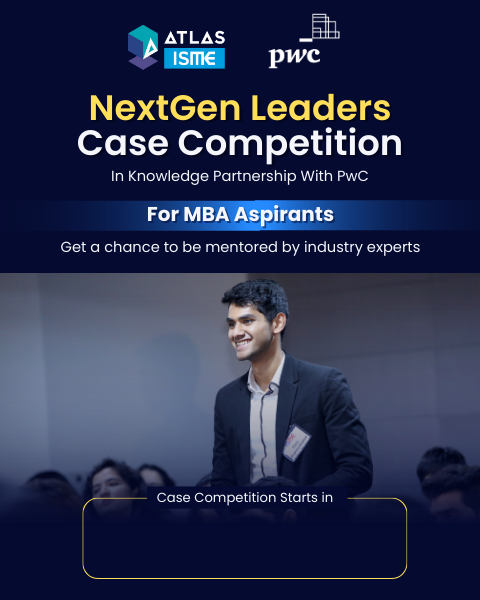 ATLAS
ISME
pwc
NextGen Leaders
Case Competition
In Knowledge Partnership With PwC
For MBA Aspirants
Get a chance to be mentored by industry experts
Case Competition Starts in